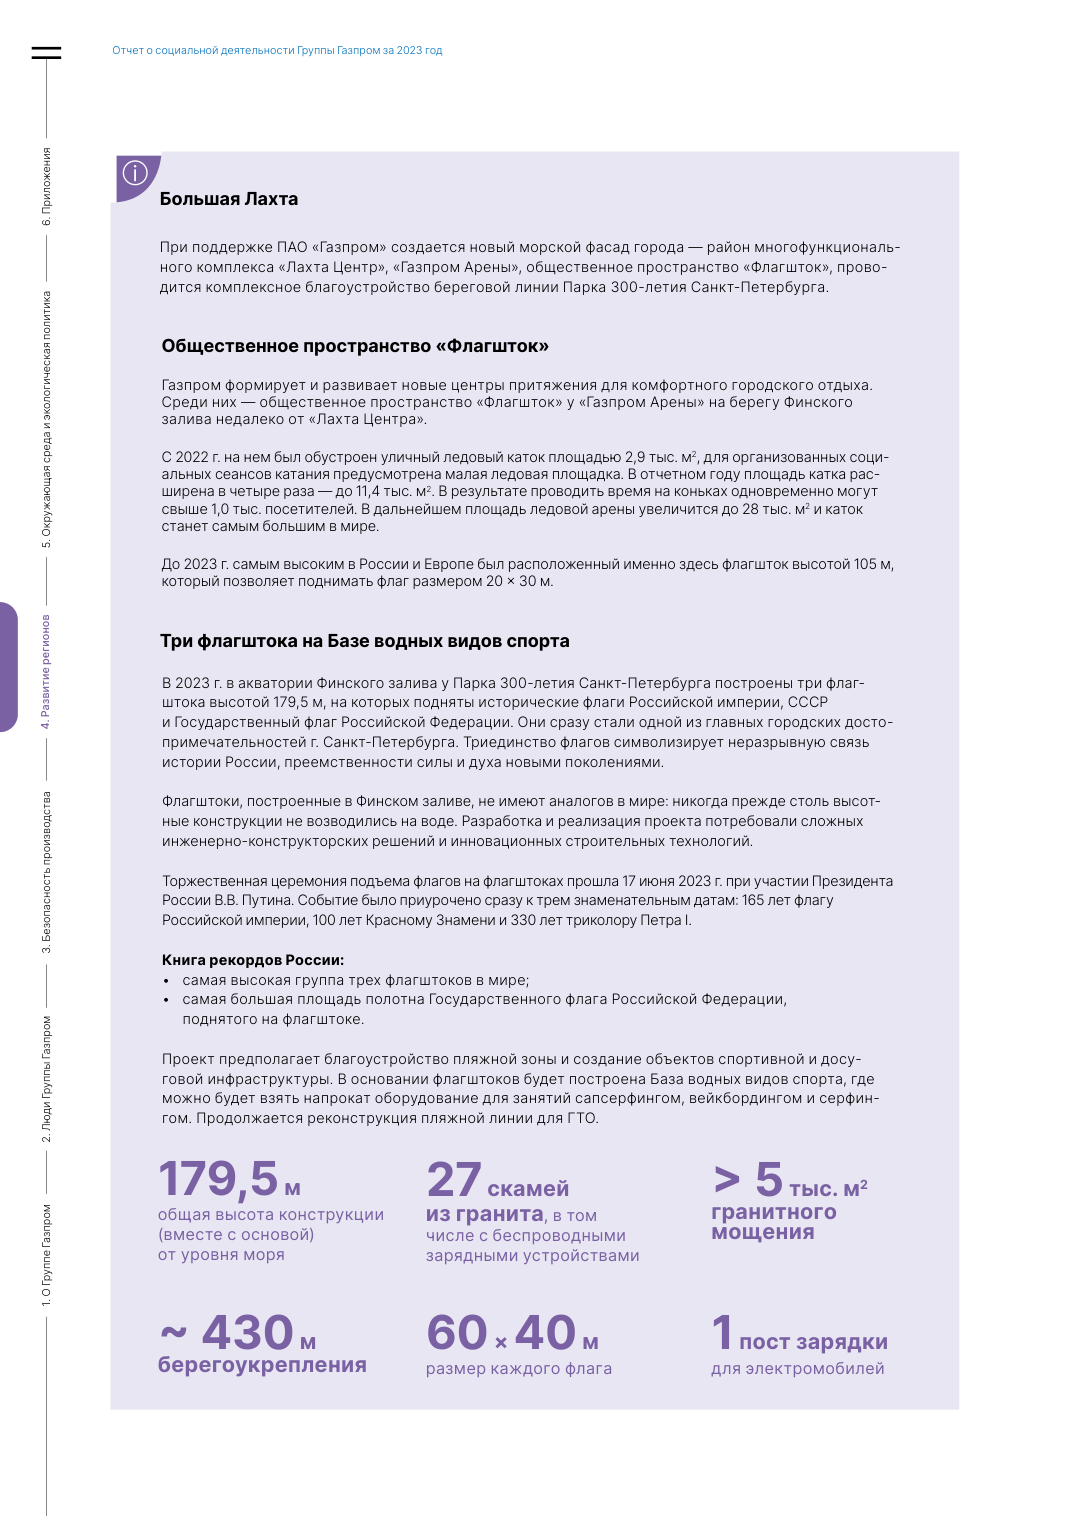 Отчет о социальной деятельности Группы Газпром за 2023 год
6. Приложения
5. Окружающая среда и экологическая политика
4. Развитие регионов
3. Безопасность производства
2. Люди Группы Газпром
1. О Группе Газпром
Большая Лахта
При поддержке ПАО «Газпром» создается новый морской фасад города — район многофункциональ-
ного комплекса «Лахта Центр», «Газпром Арены», общественное пространство «Флагшток», прово-
дится комплексное благоустройство береговой линии Парка 300-летия Санкт-Петербурга.
Общественное пространство «Флагшток»
Газпром формирует и развивает новые центры притяжения для комфортного городского отдыха.
Среди них — общественное пространство «Флагшток» у «Газпром Арены» на берегу Финского
залива недалеко от «Лахта Центра».
С 2022 г. на нем был обустроен уличный ледовый каток площадью 2,9 тыс. м², для организованных соци-
альных сеансов катания предусмотрена малая ледовая площадка. В отчетном году площадь катка рас-
ширена в четыре раза — до 11,4 тыс. м². В результате проводить время на коньках одновременно могут
свыше 1,0 тыс. посетителей. В дальнейшем площадь ледовой арены увеличится до 28 тыс. м² и каток
станет самым большим в мире.
До 2023 г. самым высоким в России и Европе был расположенный именно здесь флагшток высотой 105 м,
который позволяет поднимать флаг размером 20 × 30 м.
Три флагштока на Базе водных видов спорта
В 2023 г. в акватории Финского залива у Парка 300-летия Санкт-Петербурга построены три флаг-
штока высотой 179,5 м, на которых подняты исторические флаги Российской империи, СССР
и Государственный флаг Российской Федерации. Они сразу стали одной из главных городских досто-
примечательностей г. Санкт-Петербурга. Триединство флагов символизирует неразрывную связь
истории России, преемственности силы и духа новыми поколениями.
Флагштоки, построенные в Финском заливе, не имеют аналогов в мире: никогда прежде столь высот-
ные конструкции не возводились на воде. Разработка и реализация проекта потребовали сложных
инженерно-конструкторских решений и инновационных строительных технологий.
Торжественная церемония подъема флагов на флагштоках прошла 17 июня 2023 г. при участии Президента
России В.В. Путина. Событие было приурочено сразу к трем знаменательным датам: 165 лет флагу
Российской империи, 100 лет Красному Знамени и 330 лет триколору Петра I.
Книга рекордов России:
• самая высокая группа трех флагштоков в мире;
• самая большая площадь полотна Государственного флага Российской Федерации,
поднятого на флагштоке.
Проект предполагает благоустройство пляжной зоны и создание объектов спортивной и досу-
говой инфраструктуры. В основании флагштоков будет построена База водных видов спорта, где
можно будет взять напрокат оборудование для занятий сапсерфингом, вейкбордингом и серфин-
гом. Продолжается реконструкция пляжной линии для ГТО.
179,5 м
общая высота конструкции
(вместе с основой)
от уровня моря
27 скамей
из гранита, в том
числе с беспроводными
зарядными устройствами
> 5 тыс. м²
гранитного
мощения
~ 430 м
берегоукрепления
60 × 40 м
размер каждого флага
1 пост зарядки
для электромобилей